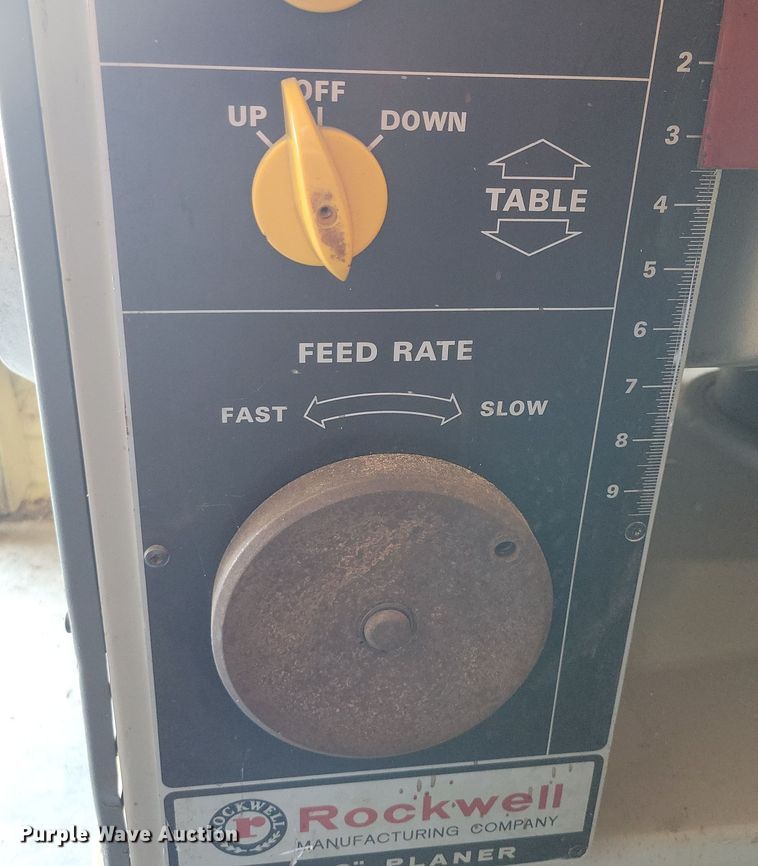 UP OFF DOWN
TABLE
2
3
4
5
6
7
8
9
FEED RATE
FAST SLOW
ROCKWELL
r
Rockwell
MANUFACTURING COMPANY
PLANER
Purple Wave Auction